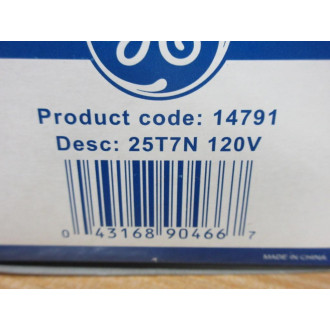 Product code: 14791
Desc: 25T7N 120V
0 43168 90466 7
MADE IN CHINA